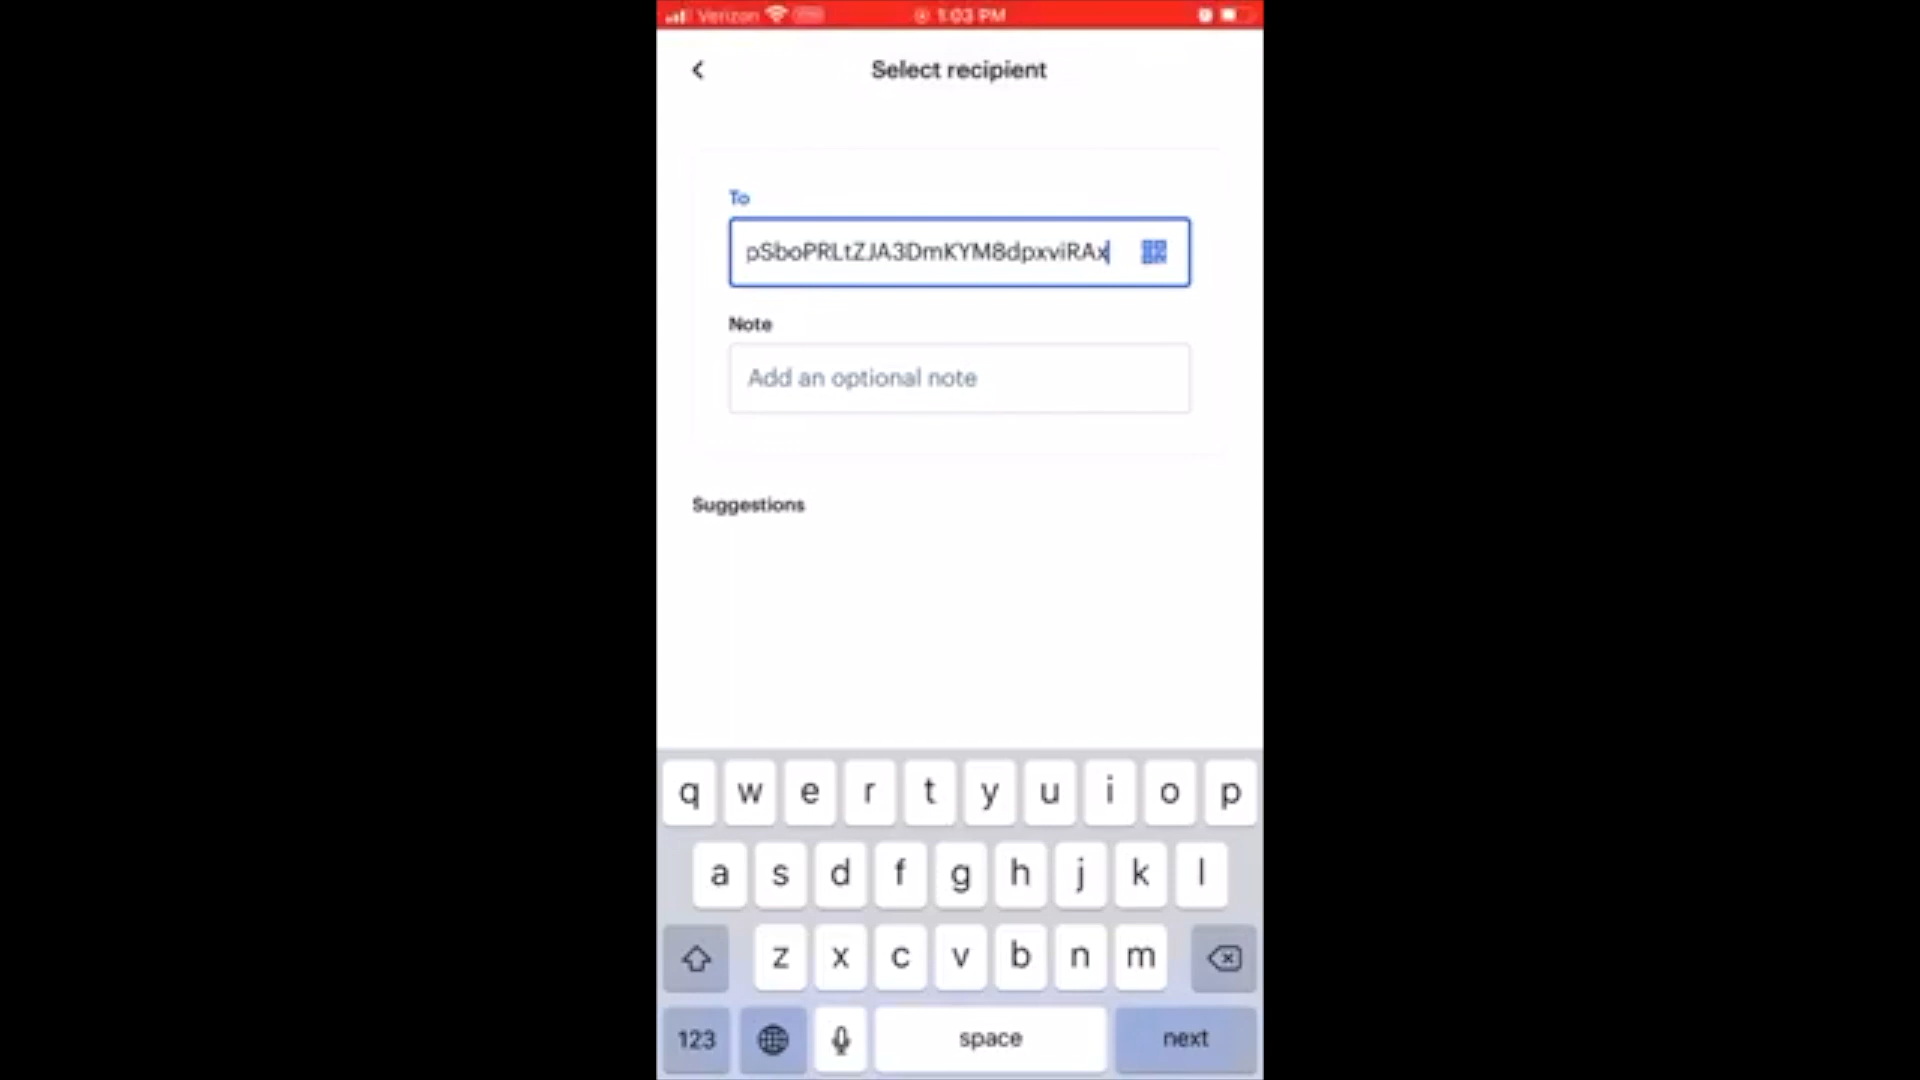 Verizon 1:03 PM
Select recipient
To
pSboPRLtZJA3DmKYM8dpxviRAx
Note
Add an optional note
Suggestions
q w e r t y u i o p
a s d f g h j k l
z x c v b n m
123 space next